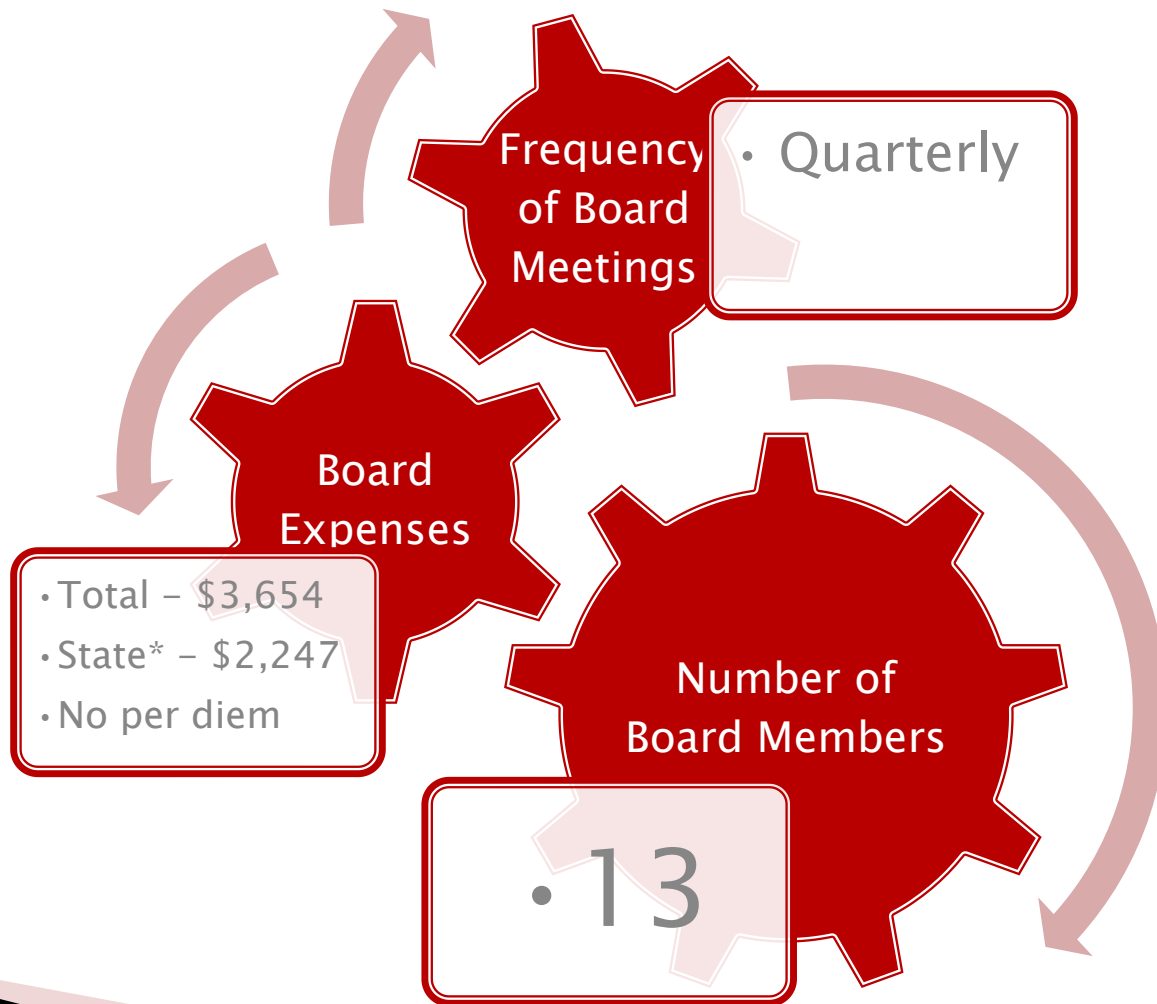 Frequency
of Board
Meetings
• Quarterly
Board
Expenses
• Total – $3,654
• State* – $2,247
• No per diem
Number of
Board Members
• 13